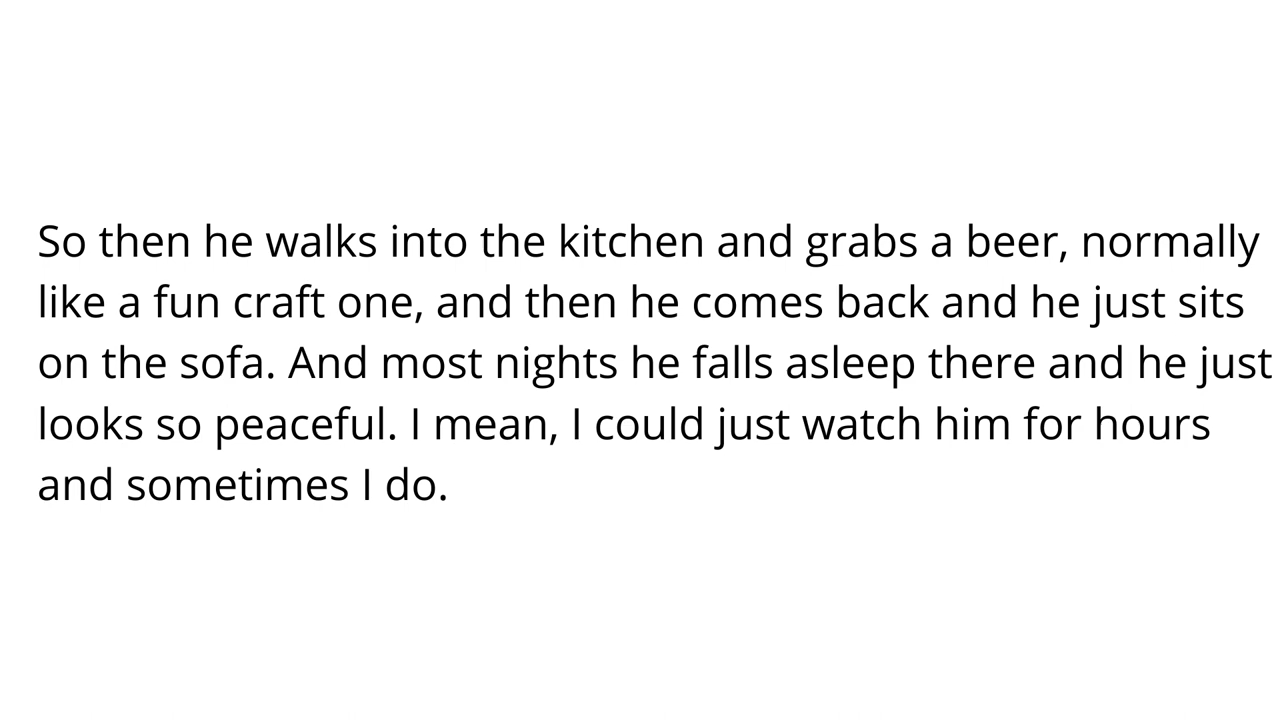 So then he walks into the kitchen and grabs a beer, normally
like a fun craft one, and then he comes back and he just sits
on the sofa. And most nights he falls asleep there and he just
looks so peaceful. I mean, I could just watch him for hours
and sometimes I do.